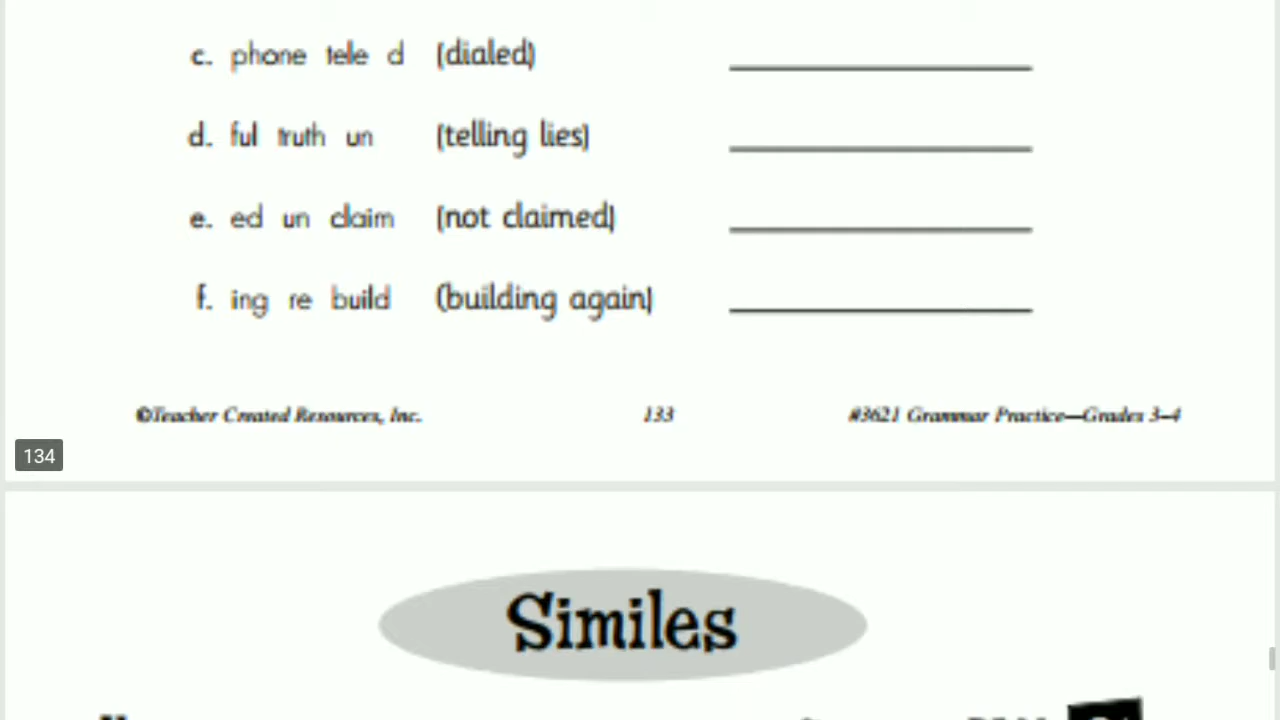 c. phone tele d (dialed)
d. ful truth un (telling lies)
e. ed un claim (not claimed)
f. ing re build (building again)
©Teacher Created Resources, Inc. 133 #3621 Grammar Practice—Grades 3–4
134
Similes